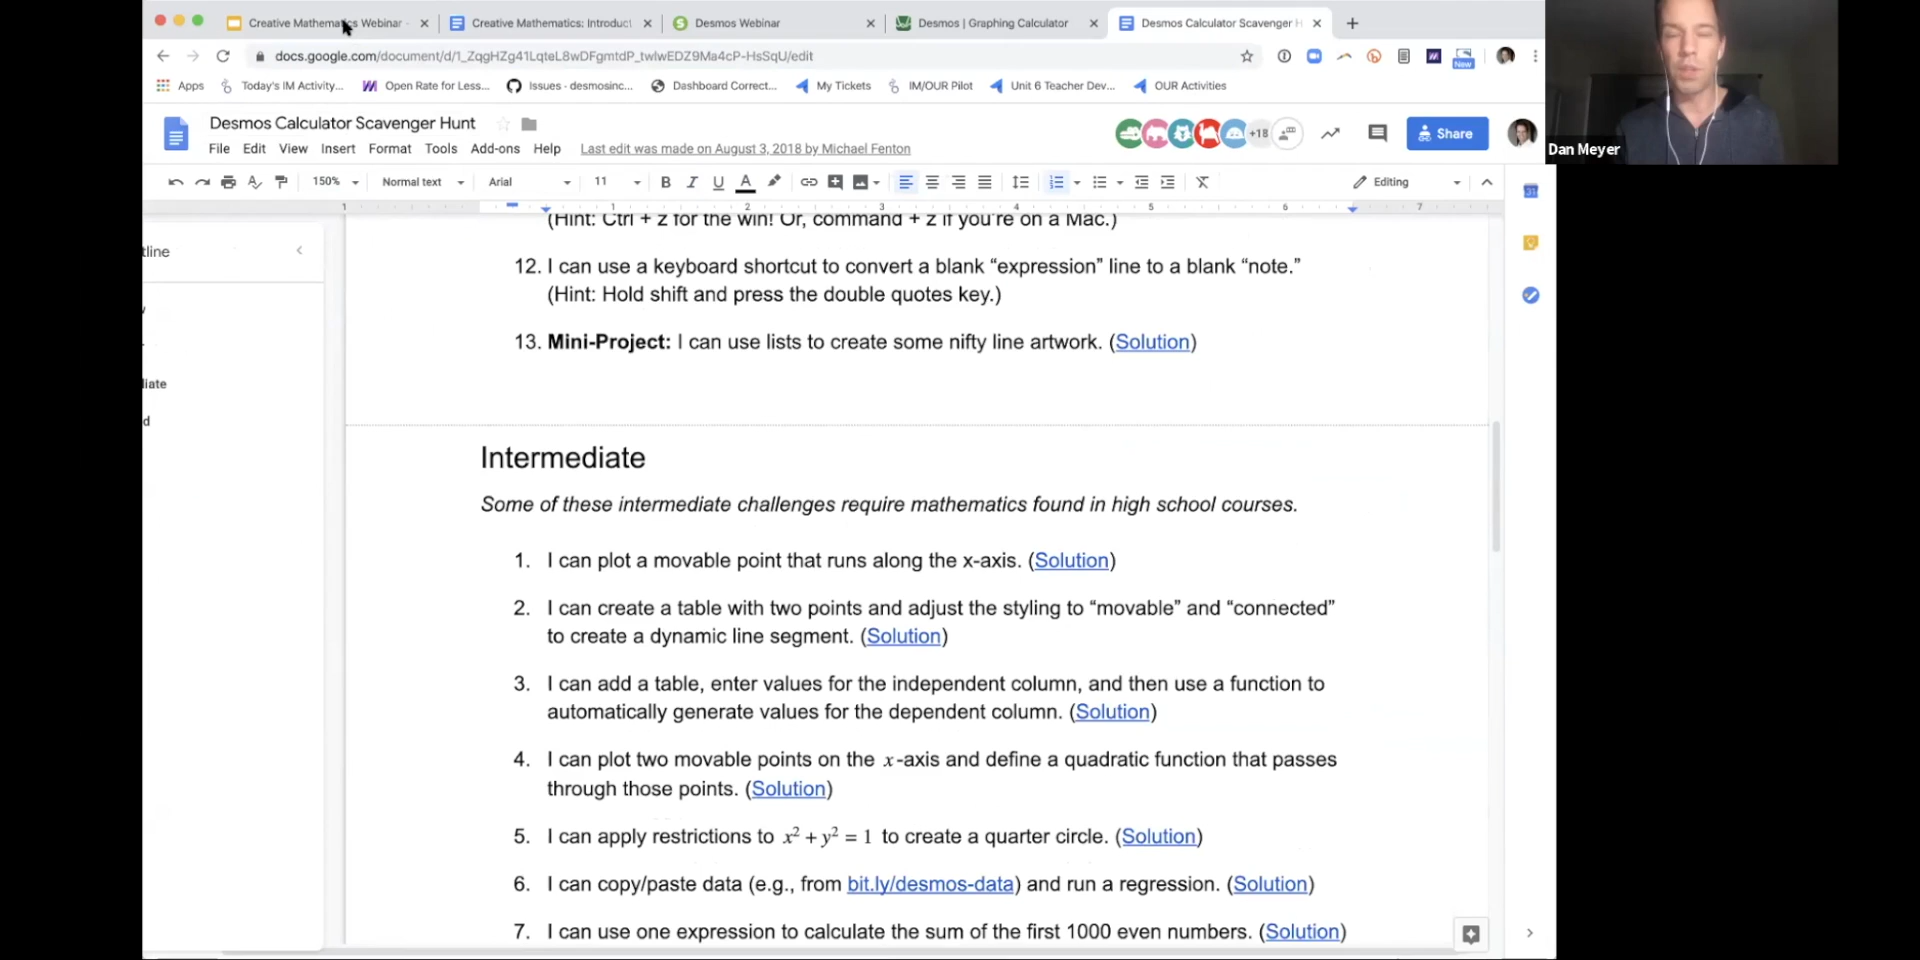 Creative Mathematics Webinar -
Creative Mathematics: Introduct
Desmos Webinar
Desmos | Graphing Calculator
Desmos Calculator Scavenger H
docs.google.com/document/d/1_ZqgHZg41LqteL8wDFgmtdP_twlwEDZ9Ma4cP-HsSqU/edit
New
Apps
Today's IM Activity...
Open Rate for Less...
Issues · desmosinc...
Dashboard Correct...
My Tickets
IM/OUR Pilot
Unit 6 Teacher Dev...
OUR Activities
Desmos Calculator Scavenger Hunt
+18
Share
Dan Meyer
File Edit View Insert Format Tools Add-ons Help Last edit was made on August 3, 2018 by Michael Fenton
150% Normal text Arial 11 B I U A Editing
1 1 2 3 4 5 6 7
31
tline
liate
d
(Hint: Ctrl + z for the win! Or, command + z if you're on a Mac.)
12. I can use a keyboard shortcut to convert a blank “expression” line to a blank “note.”
(Hint: Hold shift and press the double quotes key.)
13. Mini-Project: I can use lists to create some nifty line artwork. (Solution)
Intermediate
Some of these intermediate challenges require mathematics found in high school courses.
1. I can plot a movable point that runs along the x-axis. (Solution)
2. I can create a table with two points and adjust the styling to “movable” and “connected”
to create a dynamic line segment. (Solution)
3. I can add a table, enter values for the independent column, and then use a function to
automatically generate values for the dependent column. (Solution)
4. I can plot two movable points on the x-axis and define a quadratic function that passes
through those points. (Solution)
5. I can apply restrictions to x² + y² = 1 to create a quarter circle. (Solution)
6. I can copy/paste data (e.g., from bit.ly/desmos-data) and run a regression. (Solution)
7. I can use one expression to calculate the sum of the first 1000 even numbers. (Solution)